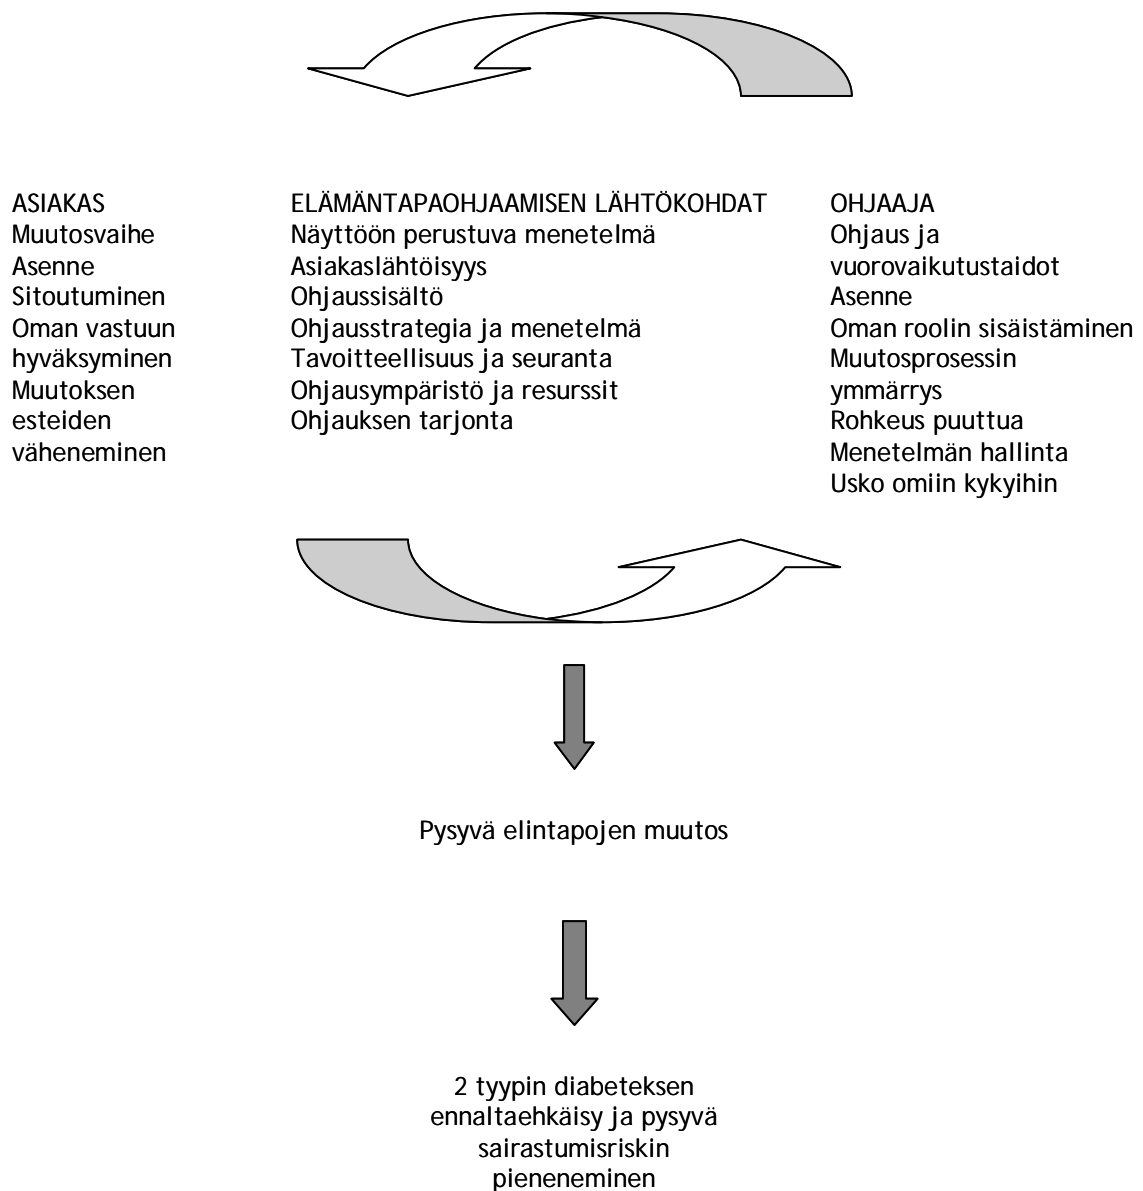 ASIAKAS
Muutosvaihe
Asenne
Sitoutuminen
Oman vastuun
hyväksyminen
Muutoksen
esteiden
väheneminen
ELÄMÄNTAPAOHJAAMISEN LÄHTÖKOHDAT
Näyttöön perustuva menetelmä
Asiakaslähtöisyys
Ohjaussisältö
Ohjausstrategia ja menetelmä
Tavoitteellisuus ja seuranta
Ohjausympäristö ja resurssit
Ohjauksen tarjonta
OHJAAJA
Ohjaus ja
vuorovaikutustaidot
Asenne
Oman roolin sisäistäminen
Muutosprosessin
ymmärrys
Rohkeus puuttua
Menetelmän hallinta
Usko omiin kykyihin
Pysyvä elintapojen muutos
2 tyypin diabeteksen
ennaltaehkäisy ja pysyvä
sairastumisriskin
pieneneminen